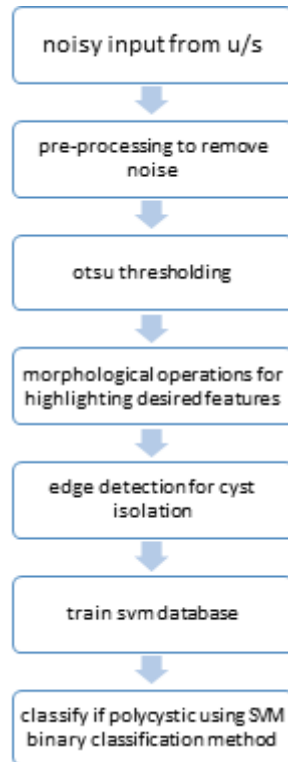 noisy input from u/s
pre-processing to remove
noise
otsu thresholding
morphological operations for
highlighting desired features
edge detection for cyst
isolation
train svm database
classify if polycystic using SVM
binary classification method